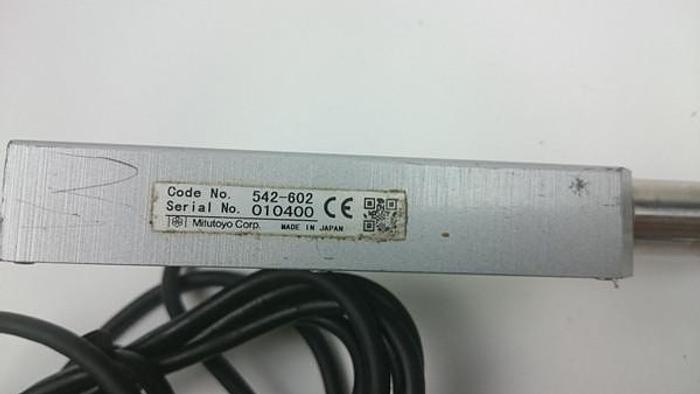 Code No. 542-602
Serial No. 010400 CE
Mitutoyo Corp. MADE IN JAPAN